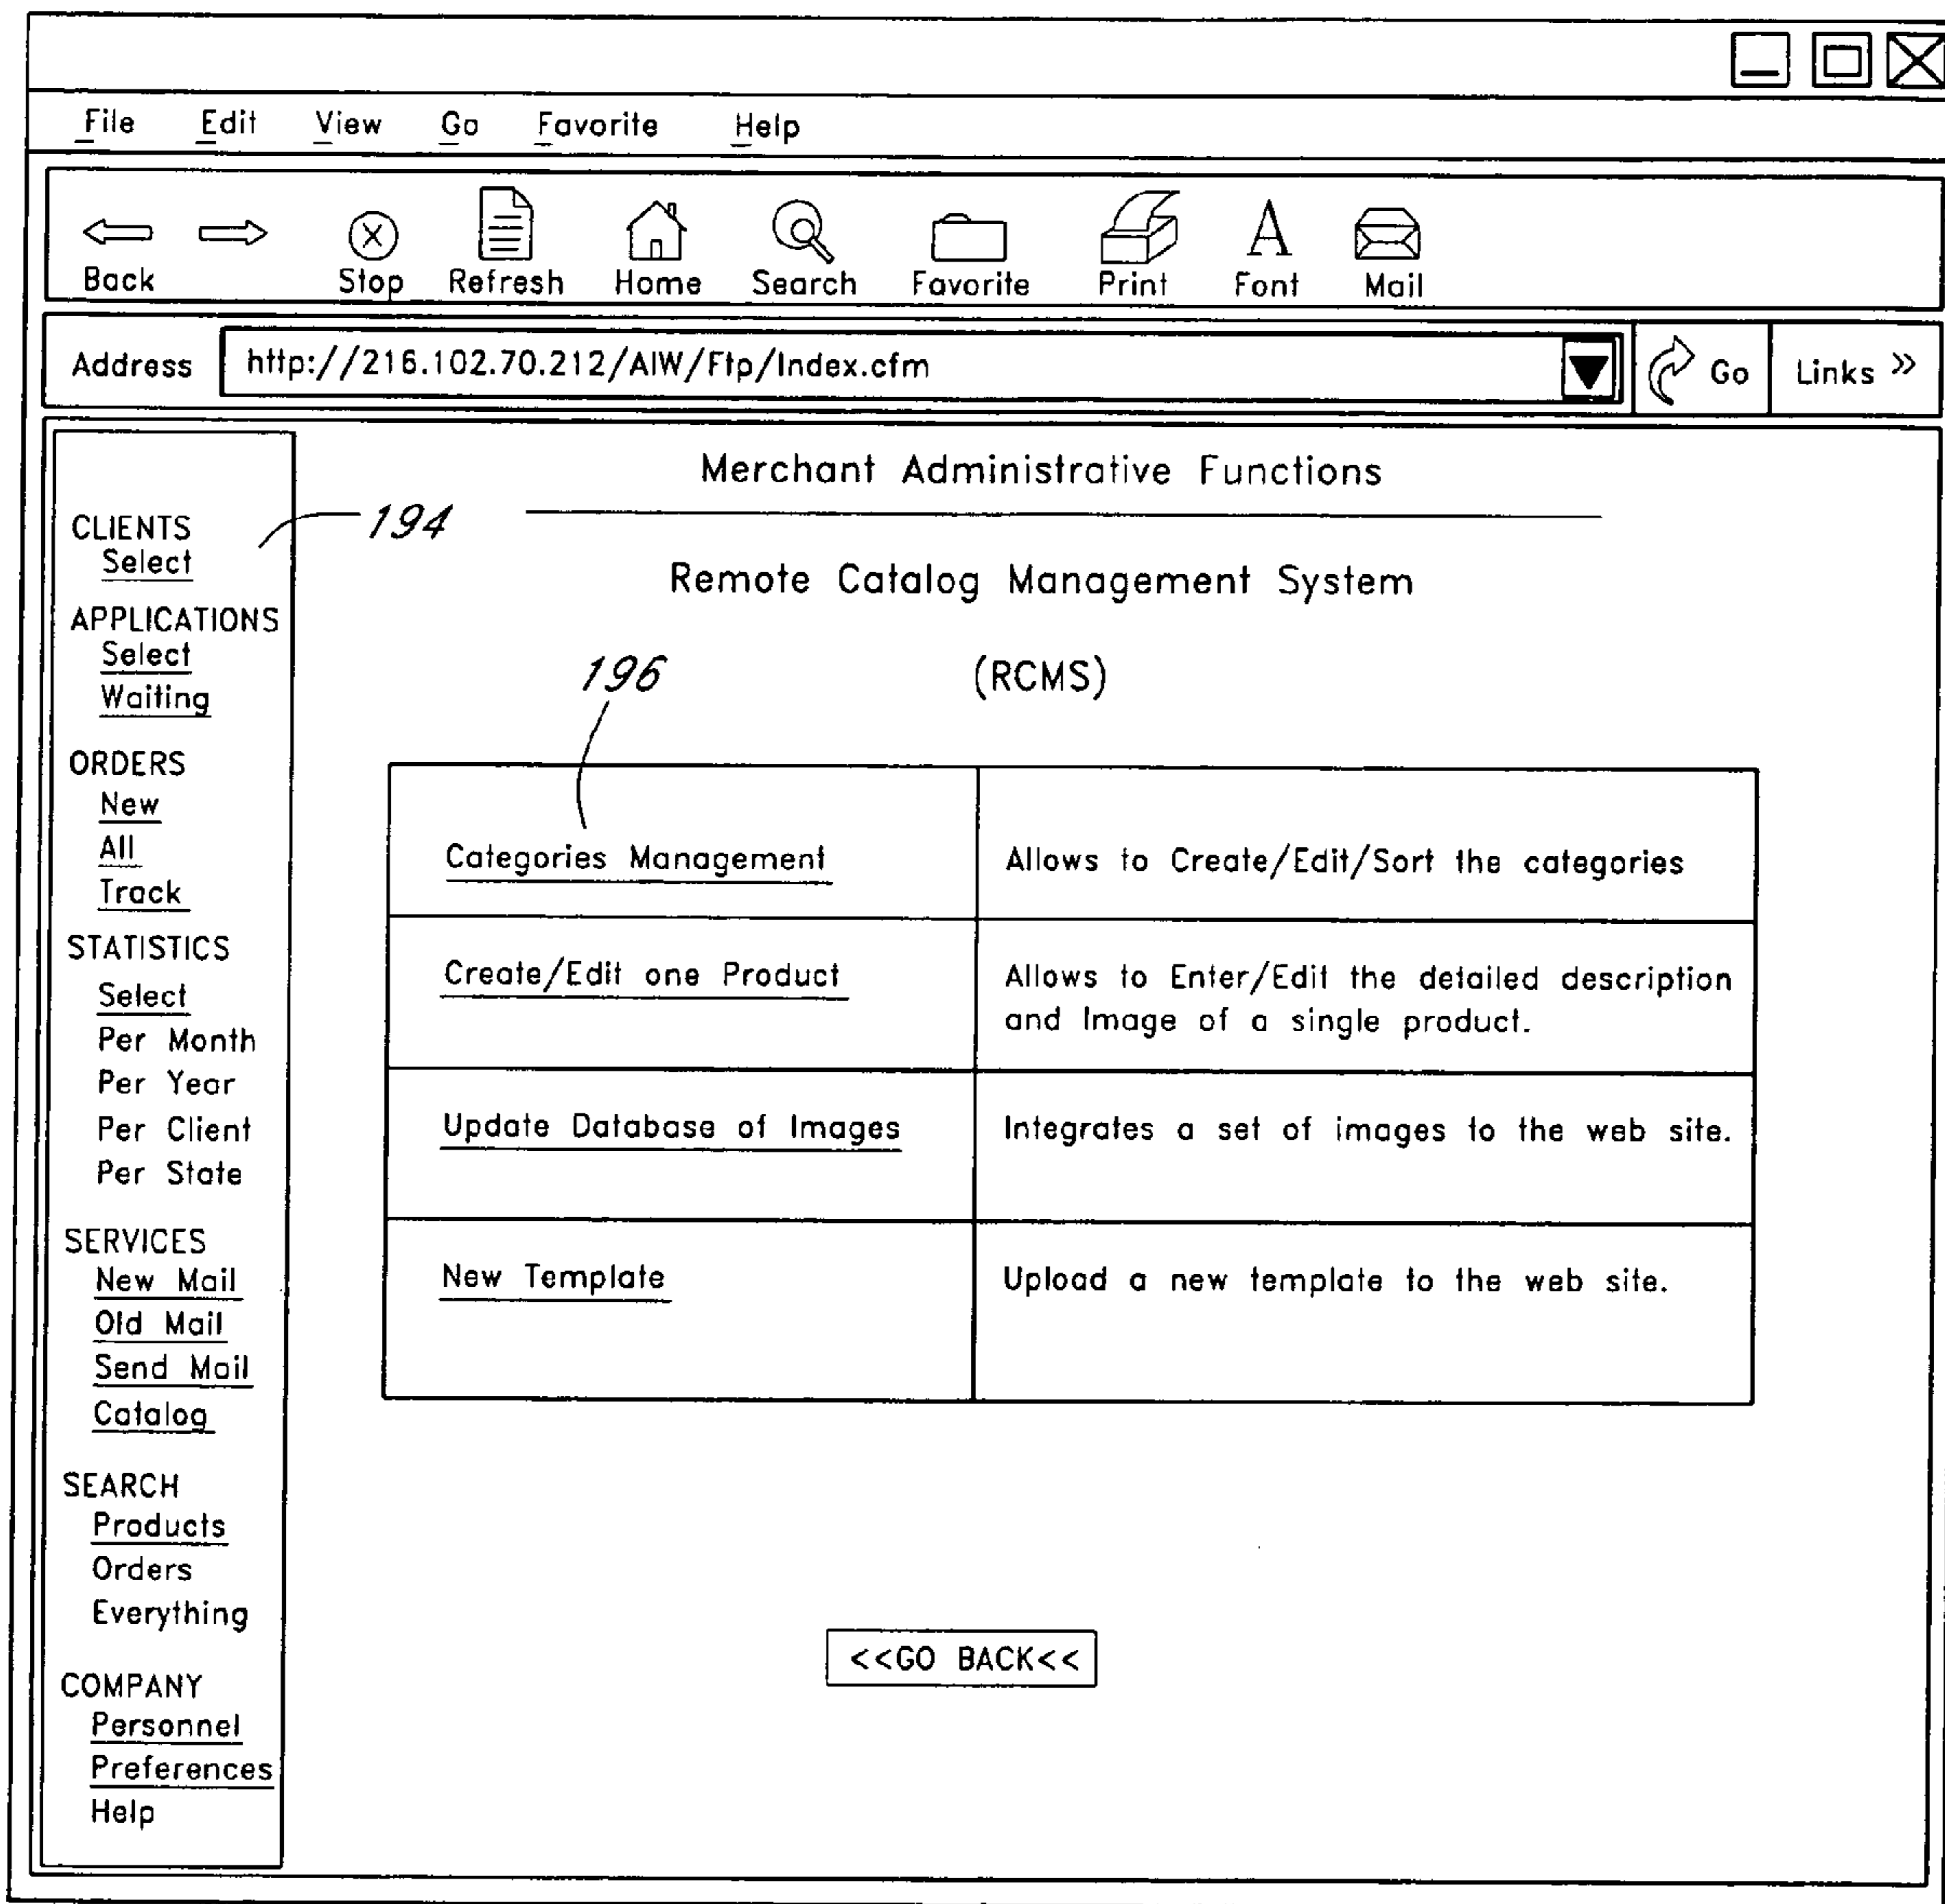 File Edit View Go Favorite Help
Back Stop Refresh Home Search Favorite Print Font Mail
Address http://216.102.70.212/AIW/Ftp/Index.cfm Go Links »
CLIENTS
Select
APPLICATIONS
Select
Waiting
ORDERS
New
All
Track
STATISTICS
Select
Per Month
Per Year
Per Client
Per State
SERVICES
New Mail
Old Mail
Send Mail
Catalog
SEARCH
Products
Orders
Everything
COMPANY
Personnel
Preferences
Help
194
Merchant Administrative Functions
Remote Catalog Management System
(RCMS)
196
Categories Management
Allows to Create/Edit/Sort the categories
Create/Edit one Product
Allows to Enter/Edit the detailed description
and Image of a single product.
Update Database of Images
Integrates a set of images to the web site.
New Template
Upload a new template to the web site.
<<GO BACK<<